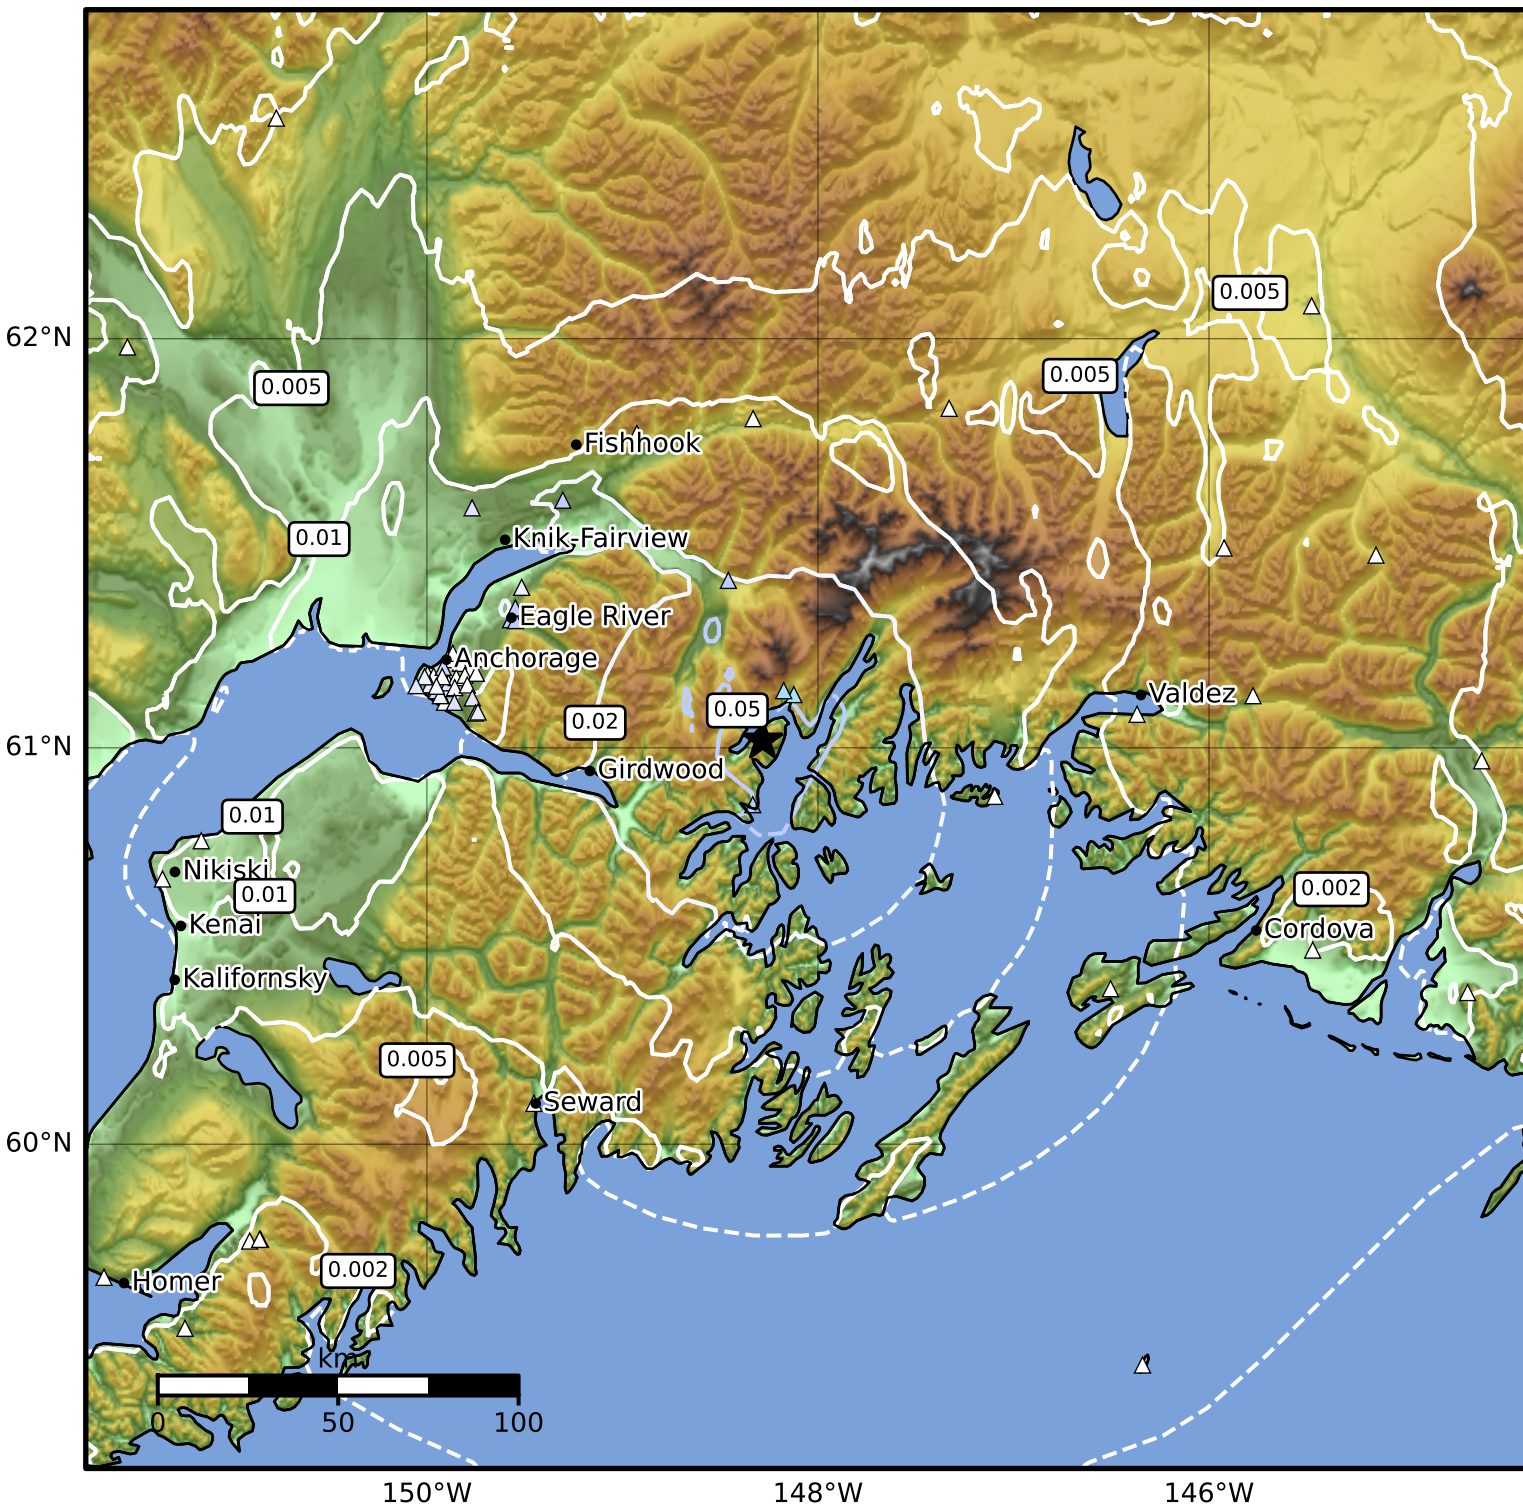 0.005
62°N
0.005
0.005
Fishhook
0.01
Knik-Fairview
Eagle River
Anchorage
Valdez
0.05
0.02
61°N
Girdwood
0.01
Nikiski
0.01
0.002
Kenai
Cordova
Kalifornsky
0.005
Seward
60°N
0.002
Homer
km
0
50
100
150°W
148°W
146°W